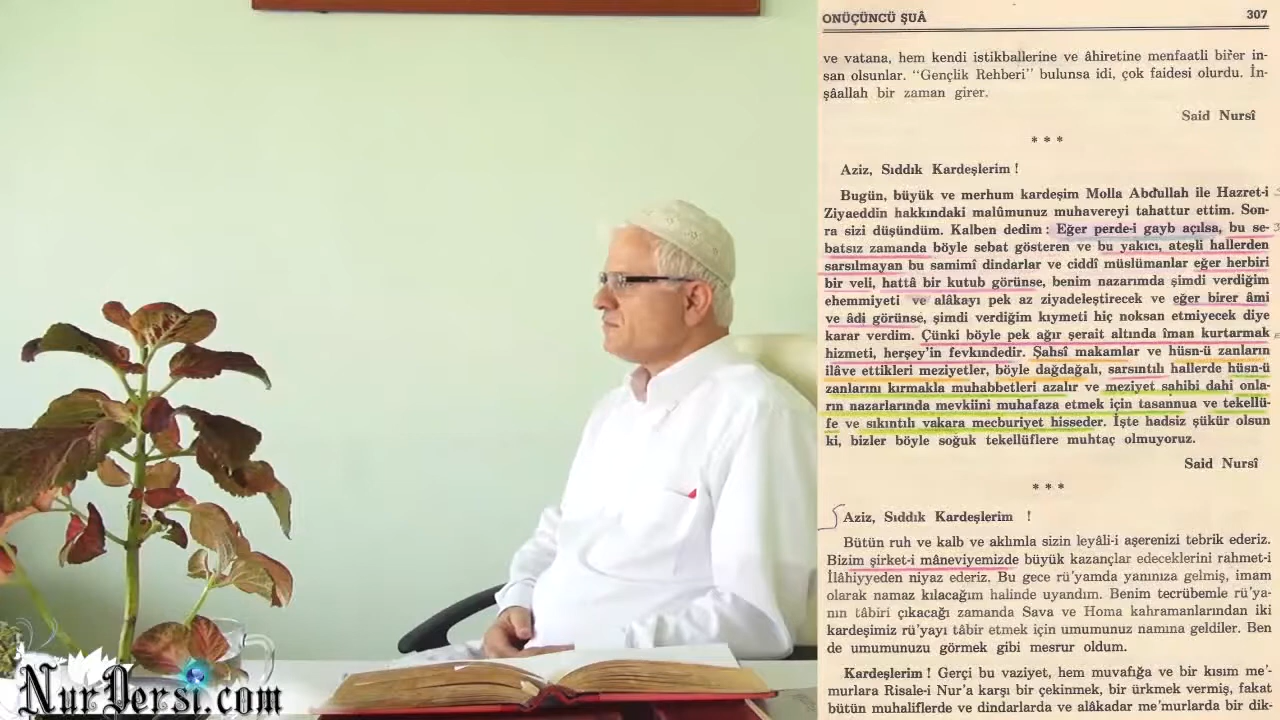 ONÜÇÜNCÜ ŞUÂ 307
ve vatana, hem kendi istikballerine ve âhiretine menfaatli birer in-
san olsunlar. “Gençlik Rehberi” bulunsa idi, çok faidesi olurdu. İn-
şâallah bir zaman girer.
Said Nursî
* * *
Aziz, Sıddık Kardeşlerim !
Bugün, büyük ve merhum kardeşim Molla Abdullah ile Hazret-i
Ziyaeddin hakkındaki malûmunuz muhavereyi tahattur ettim. Son-
ra sizi düşündüm. Kalben dedim : Eğer perde-i gayb açılsa, bu se-
batsız zamanda böyle sebat gösteren ve bu yakıcı, ateşli hallerden
sarsılmayan bu samimî dindarlar ve ciddî müslümanlar eğer herbiri
bir veli, hattâ bir kutub görünse, benim nazarımda şimdi verdiğim
ehemmiyeti ve alâkayı pek az ziyadeleştirecek ve eğer birer âmi
ve âdi görünse, şimdi verdiğim kıymeti hiç noksan etmiyecek diye
karar verdim. Çünki böyle pek ağır şerait altında îman kurtarmak
hizmeti, herşey'in fevkındedir. Şahsî makamlar ve hüsn-ü zanların
ilâve ettikleri meziyetler, böyle dağdağalı, sarsıntılı hallerde hüsn-ü
zanlarını kırmakla muhabbetleri azalır ve meziyet sahibi dahi onla-
rın nazarlarında mevkiini muhafaza etmek için tasannua ve tekellü-
fe ve sıkıntılı vakara mecburiyet hisseder. İşte hadsiz şükür olsun
ki, bizler böyle soğuk tekellüflere muhtaç olmuyoruz.
Said Nursî
* * *
Aziz, Sıddık Kardeşlerim !
Bütün ruh ve kalb ve aklımla sizin leyâli-i aşerenizi tebrik ederiz.
Bizim şirket-i mâneviyemizde büyük kazançlar edeceklerini rahmet-i
İlâhiyyeden niyaz ederiz. Bu gece rü'yamda yanınıza gelmiş, imam
olarak namaz kılacağım halinde uyandım. Benim tecrübemle rü'ya-
nın tâbiri çıkacağı zamanda Sava ve Homa kahramanlarından iki
kardeşimiz rü'yayı tâbir etmek için umumunuz namına geldiler. Ben
de umumunuzu görmek gibi mesrur oldum.
Kardeşlerim ! Gerçi bu vaziyet, hem muvafığa ve bir kısım me'-
murlara Risale-i Nur'a karşı bir çekinmek, bir ürkmek vermiş, fakat
bütün muhaliflerde ve dindarlarda ve alâkadar me'murlarda bir dik-
NurDersi.com